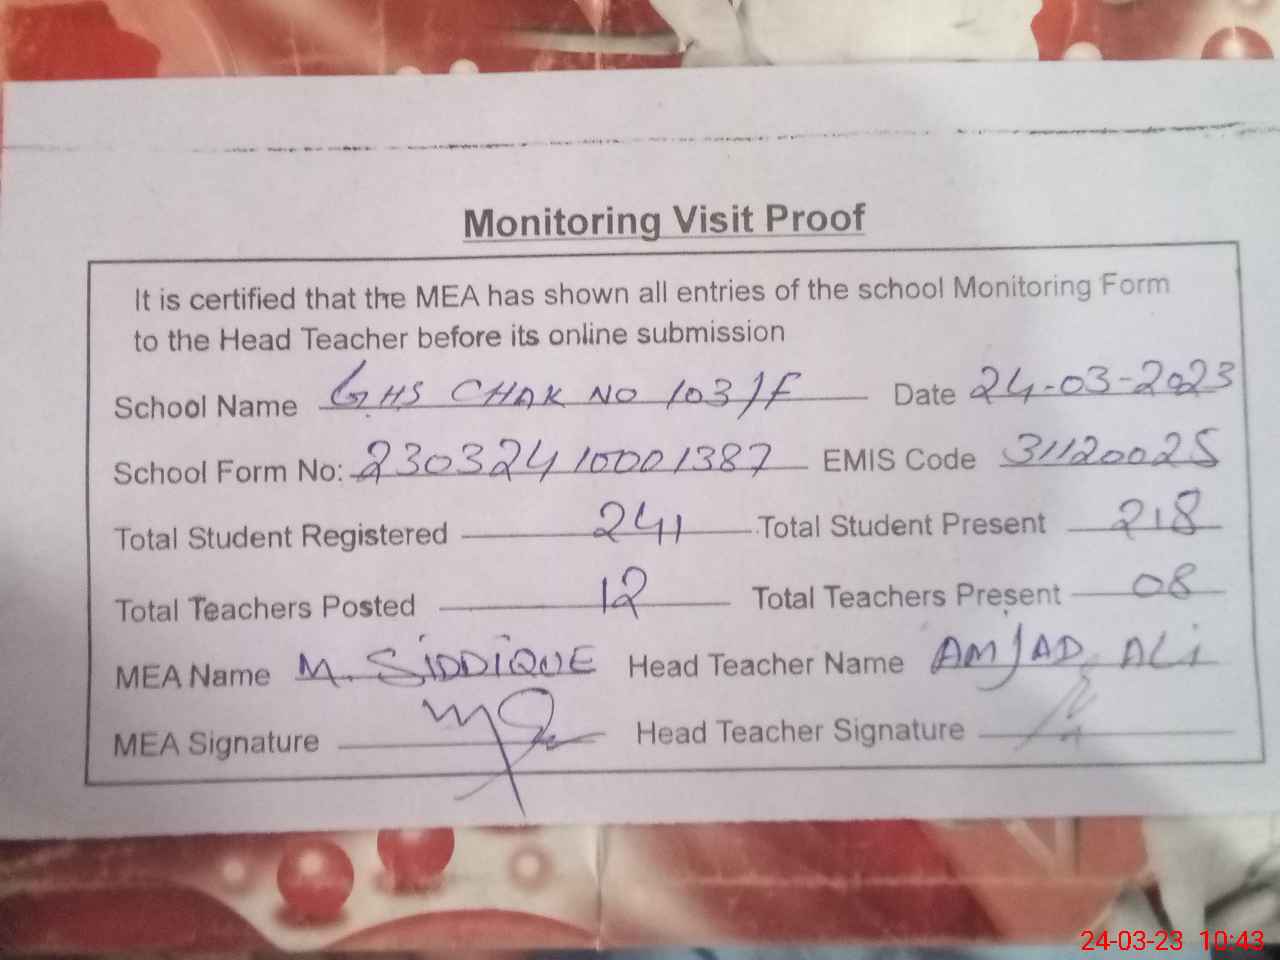 Monitoring Visit Proof
It is certified that the MEA has shown all entries of the school Monitoring Form
to the Head Teacher before its online submission
School Name GHS CHAK NO 103/F Date 24-03-2023
School Form No: 23032410001387 EMIS Code 31120025
Total Student Registered 241 Total Student Present 218
Total Teachers Posted 12 Total Teachers Present 08
MEA Name M. SIDDIQUE Head Teacher Name AMJAD ALi
MEA Signature Head Teacher Signature
24-03-23 10:43